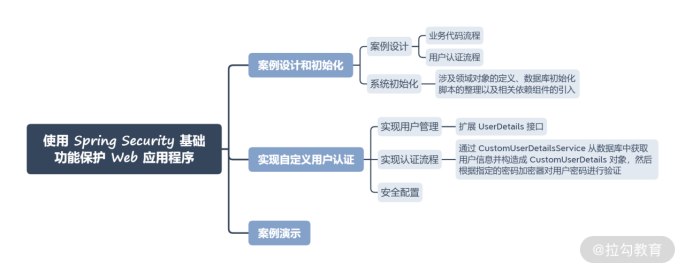 使用 Spring Security 基础
功能保护 Web 应用程序
案例设计和初始化
案例设计
业务代码流程
用户认证流程
系统初始化
涉及领域对象的定义、数据库初始化
脚本的整理以及相关依赖组件的引入
实现自定义用户认证
实现用户管理
扩展 UserDetails 接口
实现认证流程
通过 CustomUserDetailsService 从数据库中获取
用户信息并构造成 CustomUserDetails 对象，然后
根据指定的密码加密器对用户密码进行验证
安全配置
案例演示
@拉勾教育